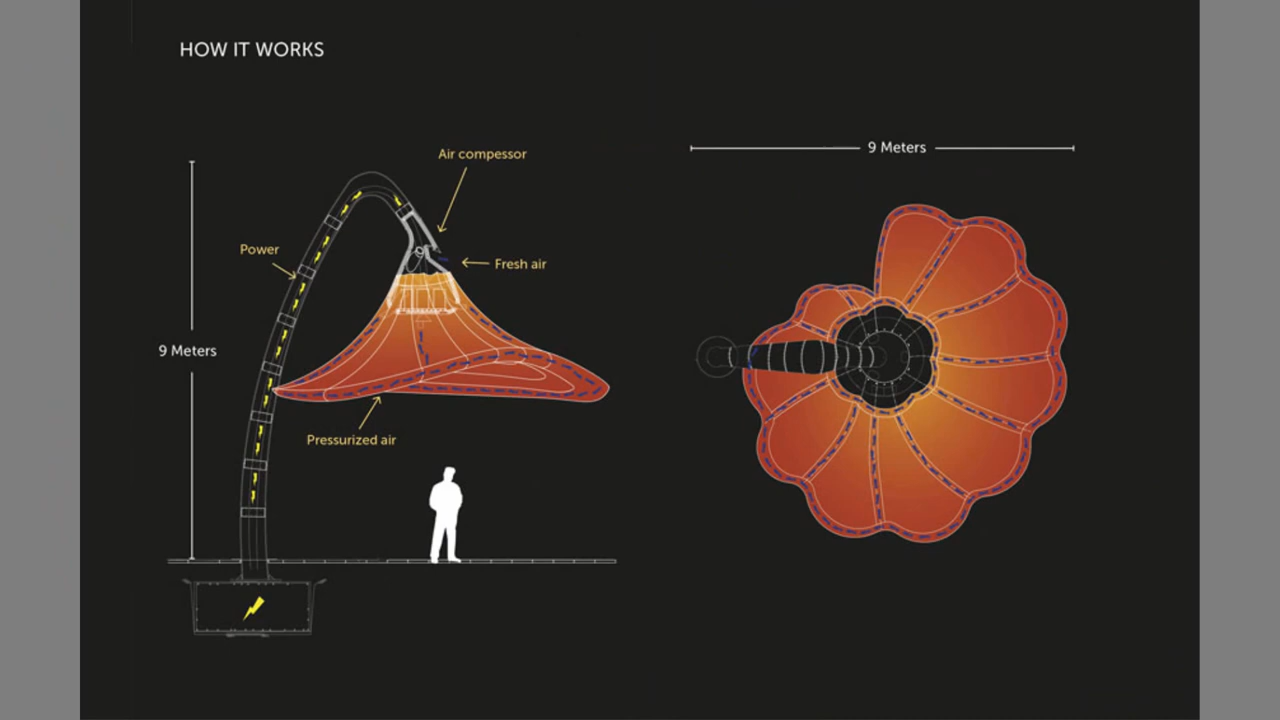 HOW IT WORKS
Air compessor
9 Meters
Power
Fresh air
9 Meters
Pressurized air